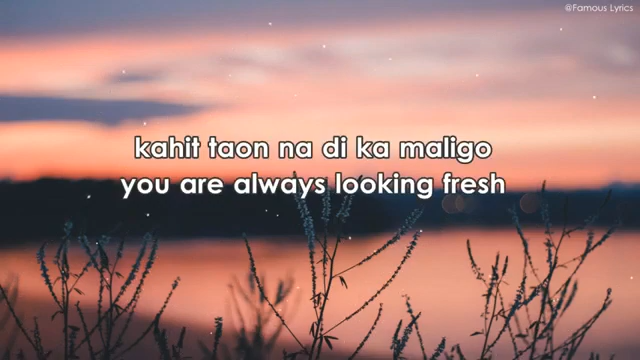 @Famous Lyrics
kahit taon na di ka maligo
you are always looking fresh